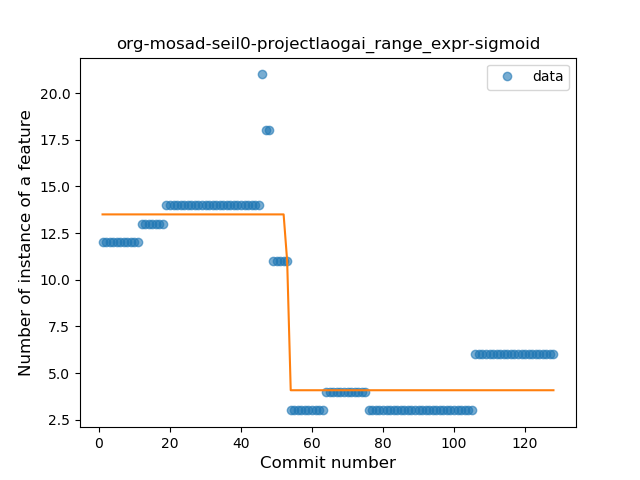 org-mosad-seil0-projectlaogai_range_expr-sigmoid
data
Number of instance of a feature
20.0
17.5
15.0
12.5
10.0
7.5
5.0
2.5
0 20 40 60 80 100 120
Commit number